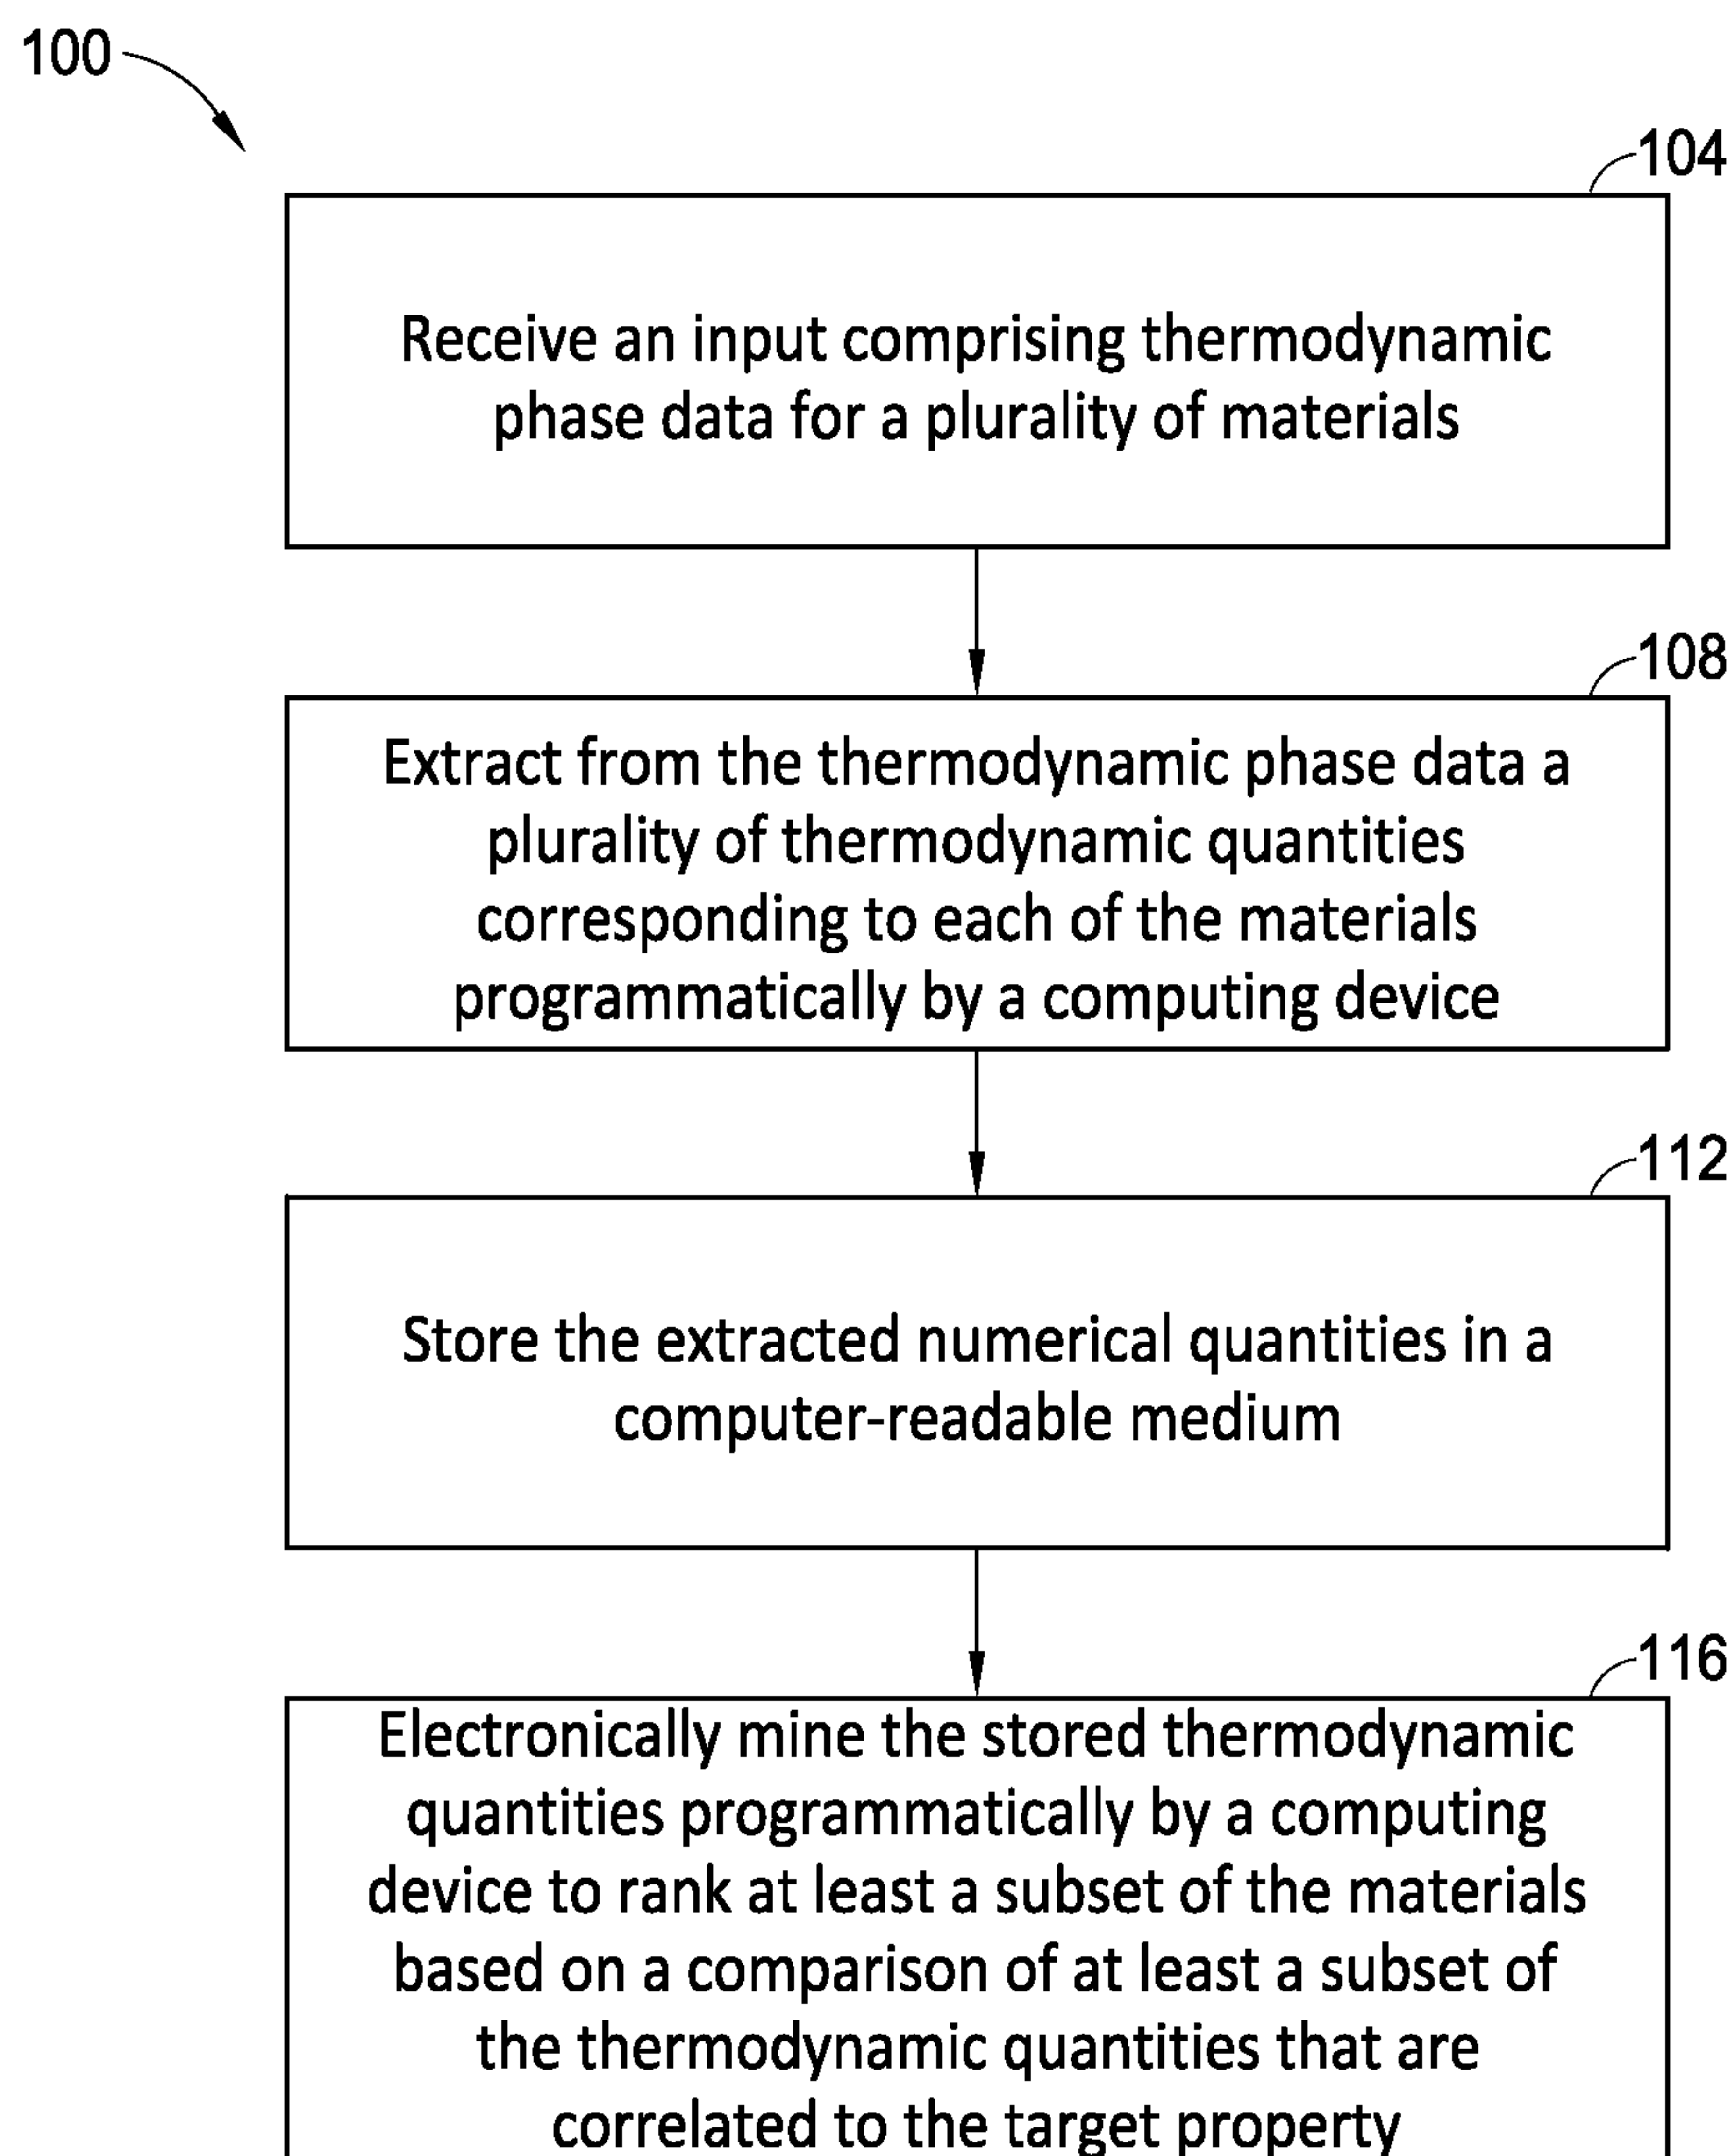 100
104
Receive an input comprising thermodynamic
phase data for a plurality of materials
108
Extract from the thermodynamic phase data a
plurality of thermodynamic quantities
corresponding to each of the materials
programmatically by a computing device
112
Store the extracted numerical quantities in a
computer-readable medium
116
Electronically mine the stored thermodynamic
quantities programmatically by a computing
device to rank at least a subset of the materials
based on a comparison of at least a subset of
the thermodynamic quantities that are
correlated to the target property